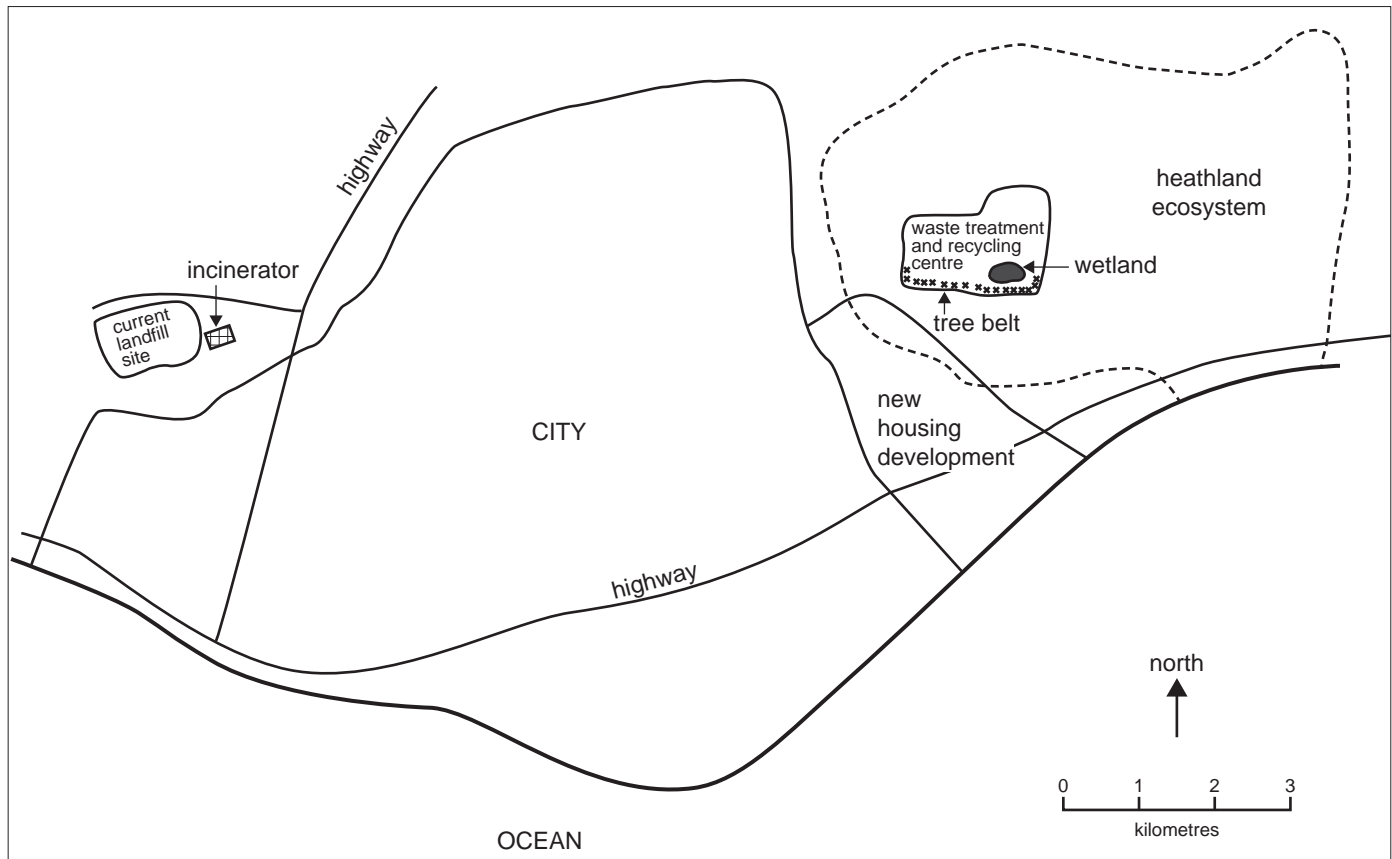 highway
heathland
ecosystem
waste treatment
and recycling
centre
wetland
incinerator
current
landfill
site
tree belt
new
housing
development
CITY
highway
north
0 1 2 3
kilometres
OCEAN